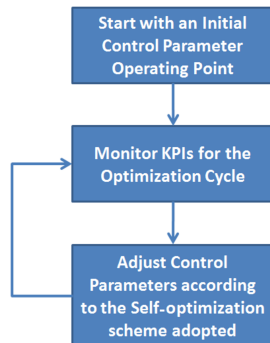 Start with an Initial
Control Parameter
Operating Point
Monitor KPIs for the
Optimization Cycle
Adjust Control
Parameters according
to the Self-optimization
scheme adopted